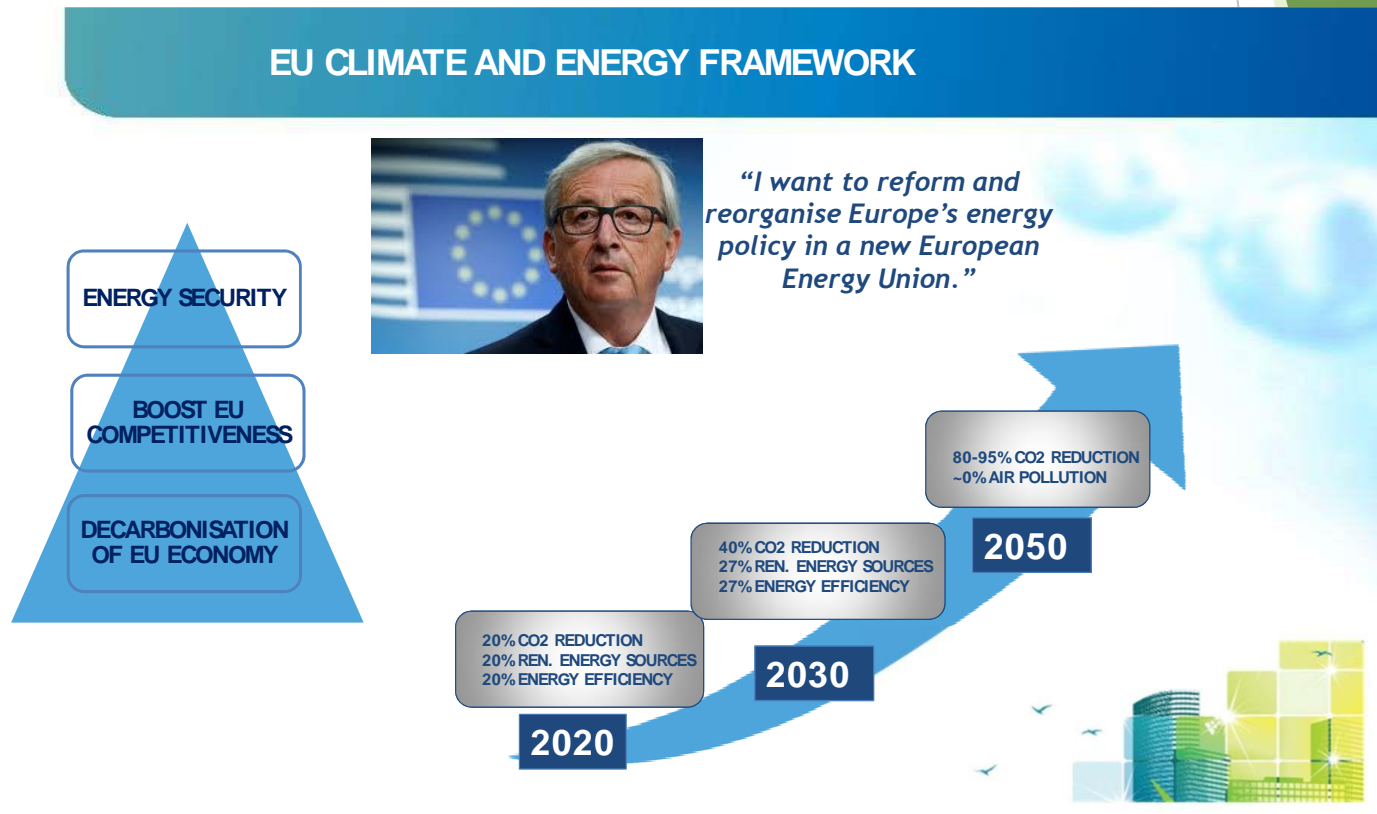 EU CLIMATE AND ENERGY FRAMEWORK
“I want to reform and
reorganise Europe’s energy
policy in a new European
Energy Union.”
ENERGY SECURITY
BOOST EU
COMPETITIVENESS
DECARBONISATION
OF EU ECONOMY
80-95% CO2 REDUCTION
~0% AIR POLLUTION
2050
40% CO2 REDUCTION
27% REN. ENERGY SOURCES
27% ENERGY EFFICIENCY
2030
20% CO2 REDUCTION
20% REN. ENERGY SOURCES
20% ENERGY EFFICIENCY
2020